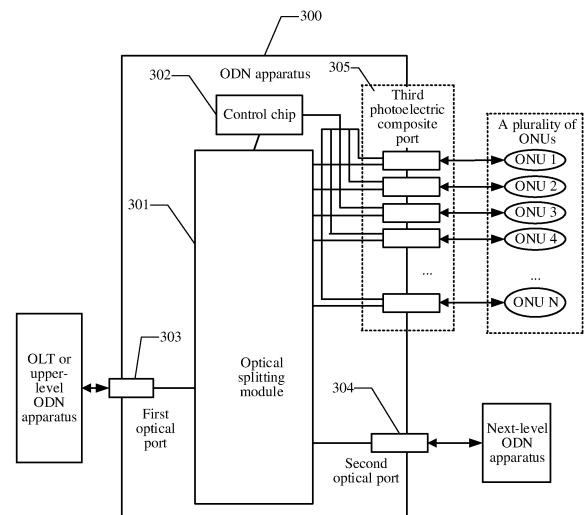 300
302
ODN apparatus
305
Control chip
Third
photoelectric
composite
port
A plurality of
ONUs
ONU 1
ONU 2
ONU 3
ONU 4
...
...
ONU N
301
303
OLT or
upper-
level
ODN
apparatus
First
optical
port
Optical
splitting
module
304
Second
optical port
Next-level
ODN
apparatus